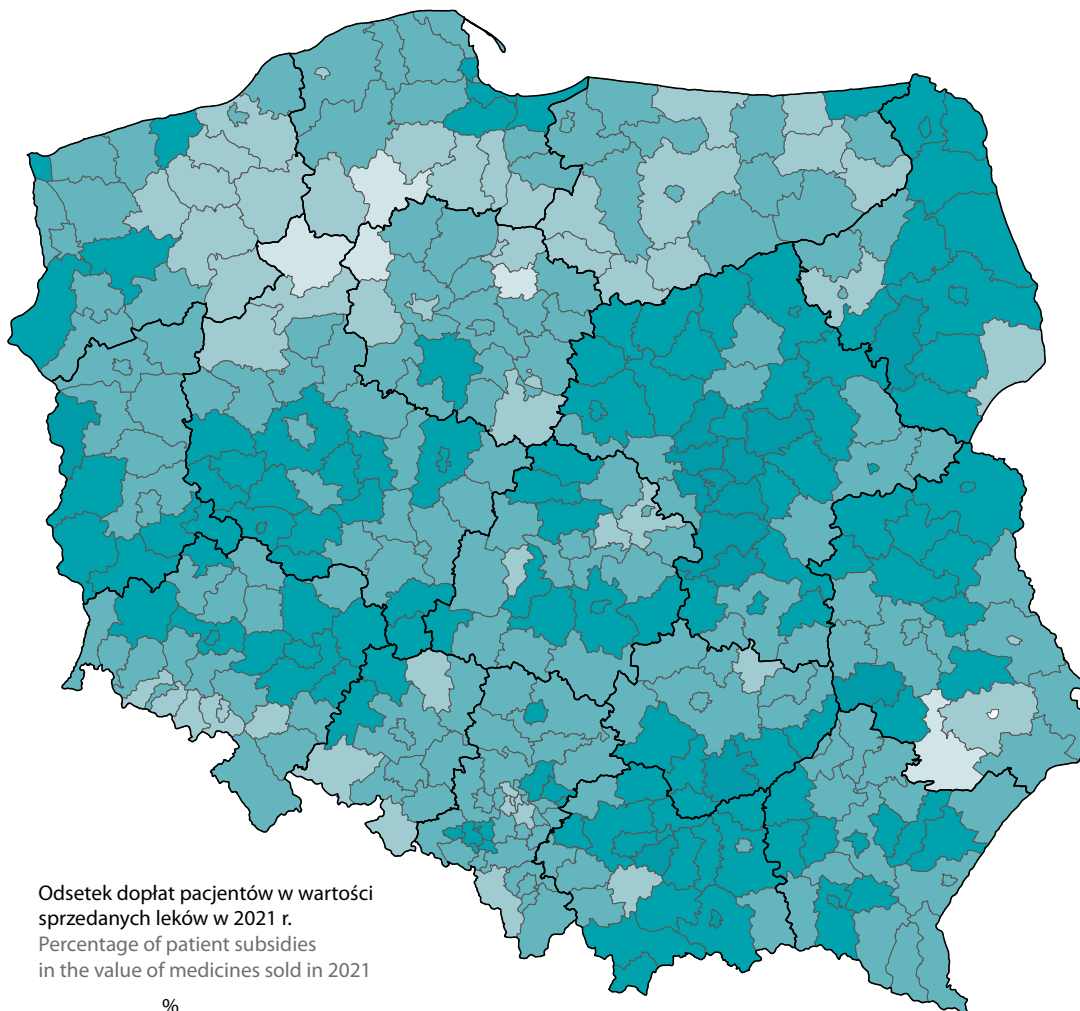 Odsetek dopłat pacjentów w wartości
sprzedanych leków w 2021 r.
Percentage of patient subsidies
in the value of medicines sold in 2021
%